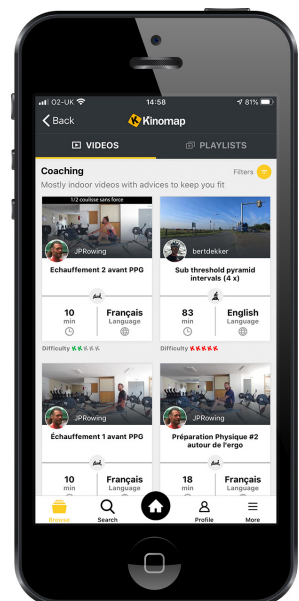 O2-UK
14:58
81%
Back
Kinomap
VIDEOS
PLAYLISTS
Coaching
Filters
Mostly indoor videos with advices to keep you fit
1/2 coulisse sans force
JPRowing
Echauffement 2 avant PPG
10
min
Français
Language
Difficulty
bertdekker
Sub threshold pyramid
intervals (4 x)
83
min
English
Language
Difficulty
JPRowing
Échauffement 1 avant PPG
10
min
Français
Language
JPRowing
Préparation Physique #2
autour de l'ergo
18
min
Français
Language
Browse
Search
Profile
More